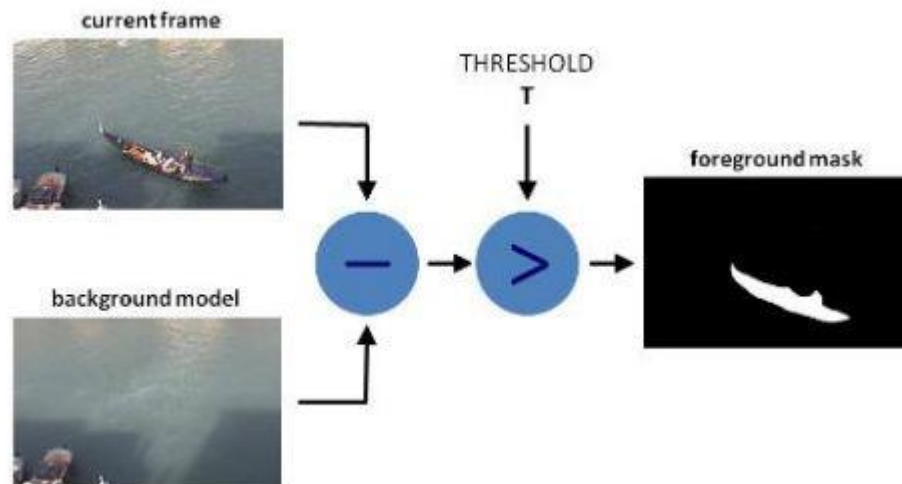 current frame
THRESHOLD
T
foreground mask
−
>
background model